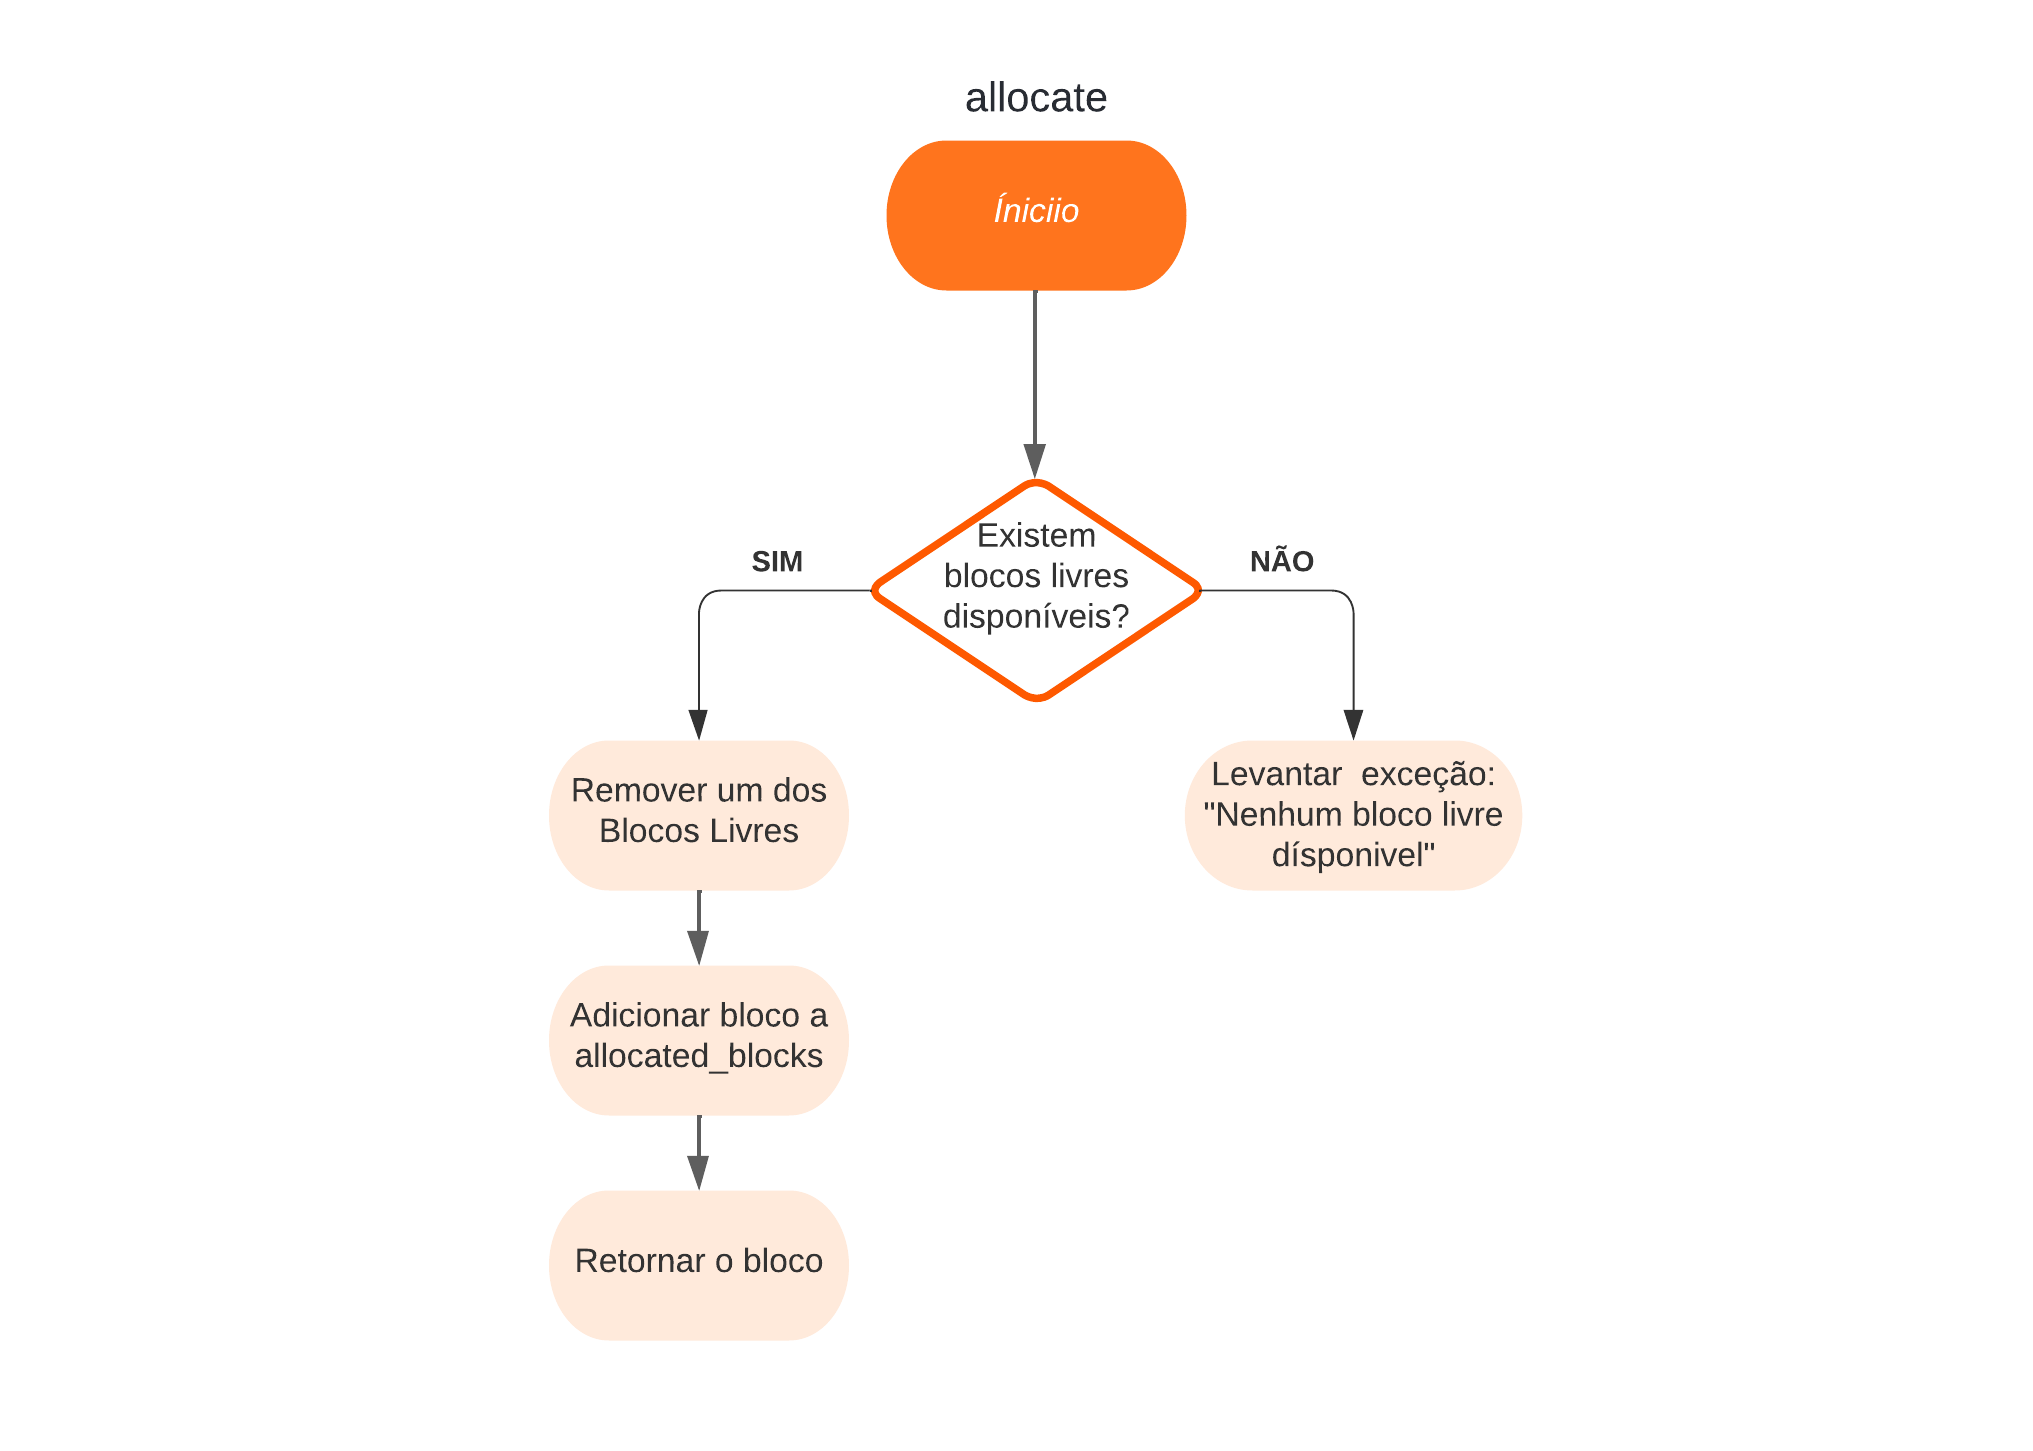 allocate
Íniciio
Existem
blocos livres
disponíveis?
SIM
NÃO
Remover um dos
Blocos Livres
Levantar  exceção:
"Nenhum bloco livre
dísponivel"
Adicionar bloco a
allocated_blocks
Retornar o bloco